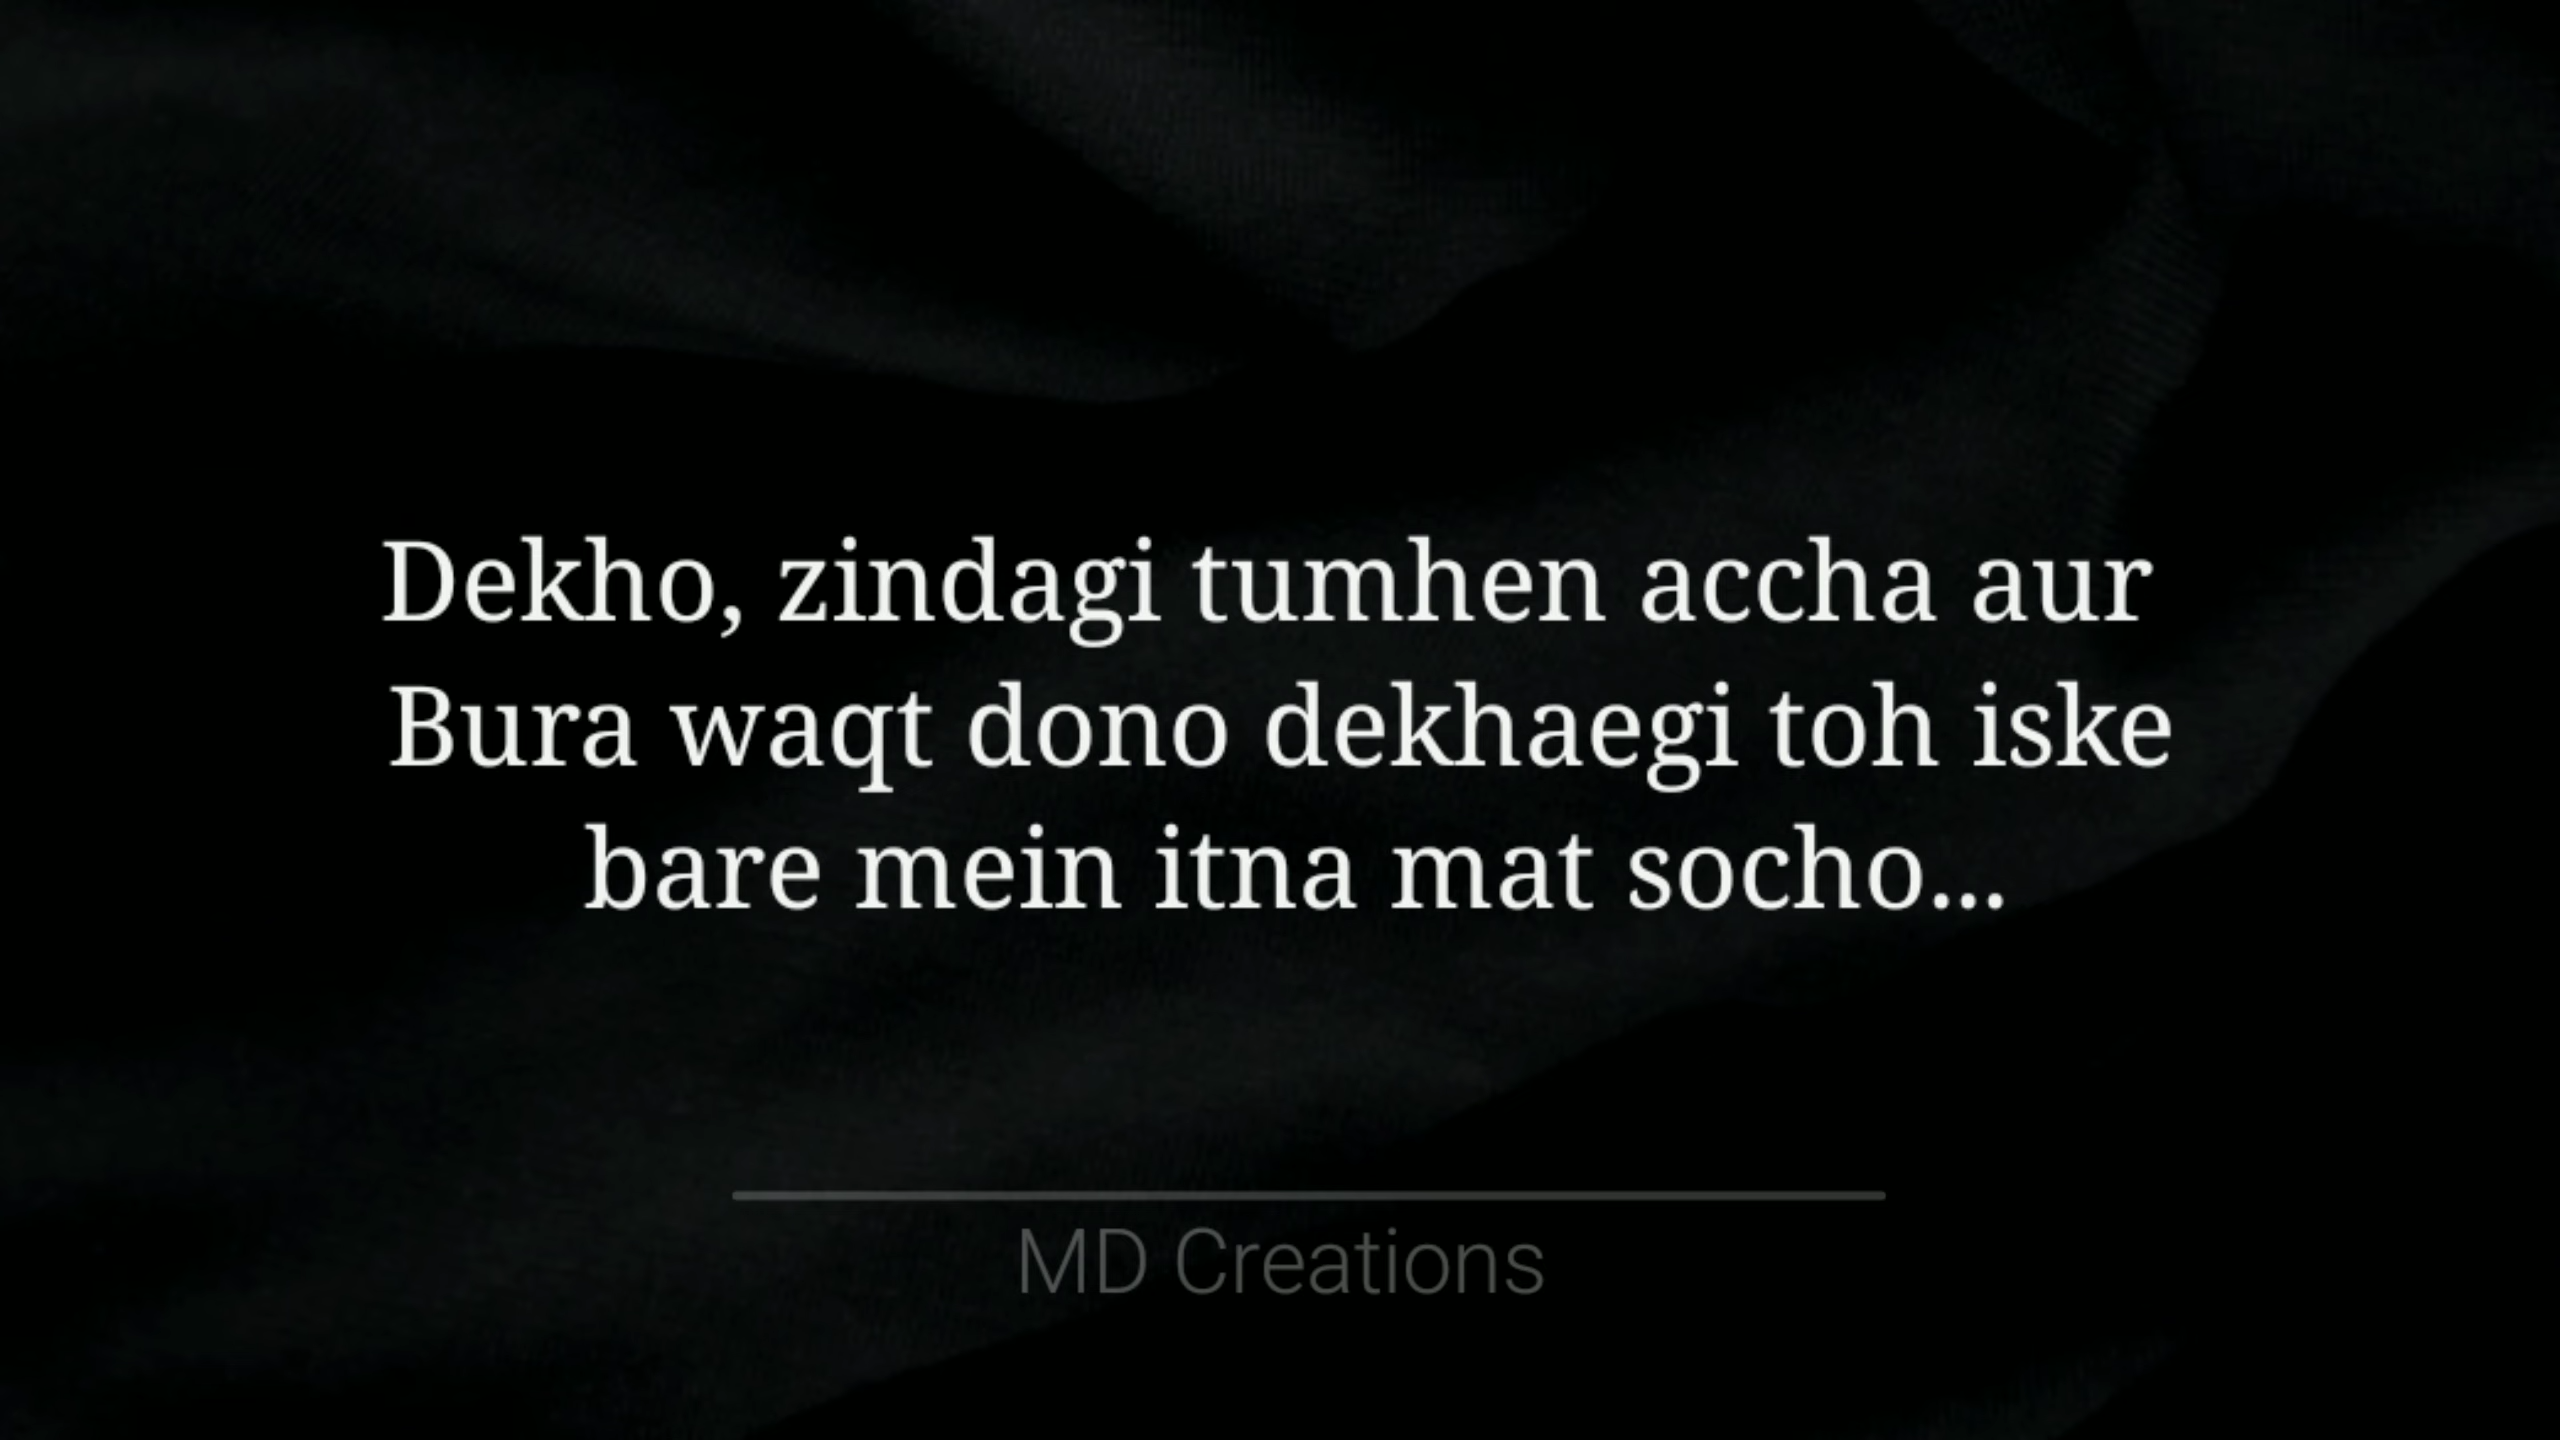 Dekho, zindagi tumhen accha aur
Bura waqt dono dekhaegi toh iske
bare mein itna mat socho...
MD Creations